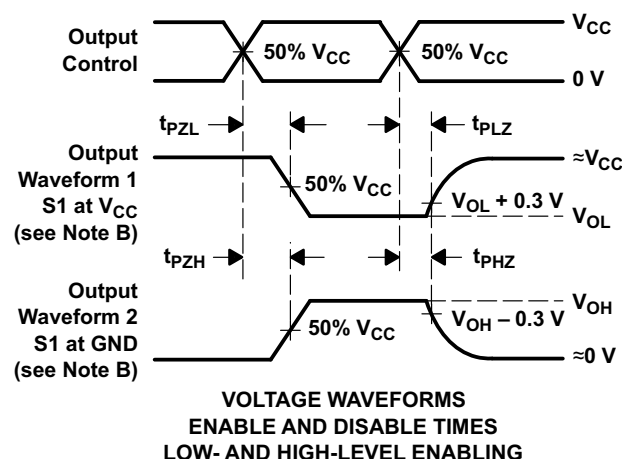 Output
Control
50% VCC
50% VCC
VCC
0 V
tPZL
tPLZ
Output
Waveform 1
S1 at VCC
(see Note B)
50% VCC
≈VCC
VOL + 0.3 V
VOL
tPZH
tPHZ
Output
Waveform 2
S1 at GND
(see Note B)
50% VCC
VOH
VOH – 0.3 V
≈0 V
VOLTAGE WAVEFORMS
ENABLE AND DISABLE TIMES
LOW- AND HIGH-LEVEL ENABLING